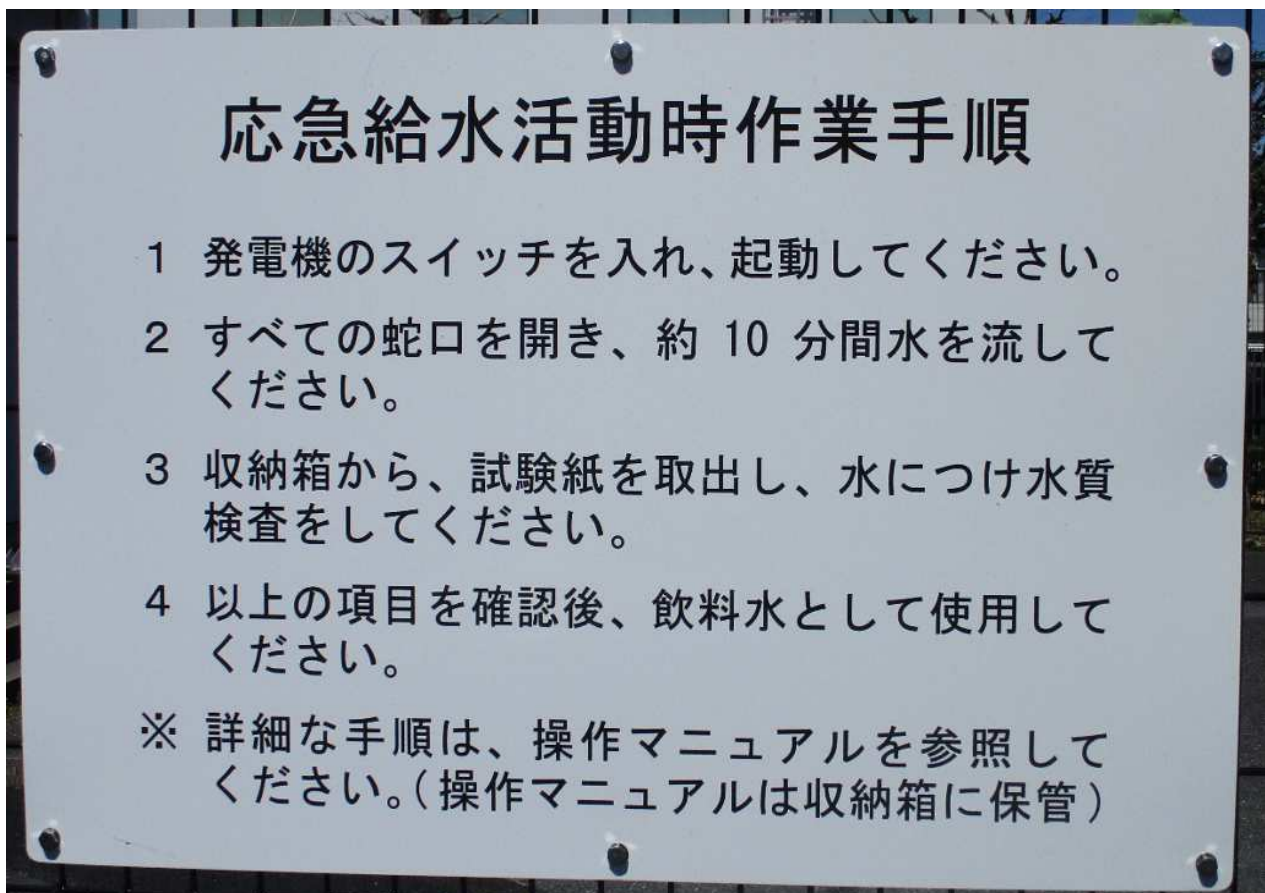 応急給水活動時作業手順
1 発電機のスイッチを入れ、起動してください。
2 すべての蛇口を開き、約 10 分間水を流して
ください。
3 収納箱から、試験紙を取出し、水につけ水質
検査をしてください。
4 以上の項目を確認後、飲料水として使用して
ください。
※ 詳細な手順は、操作マニュアルを参照して
ください。(操作マニュアルは収納箱に保管)